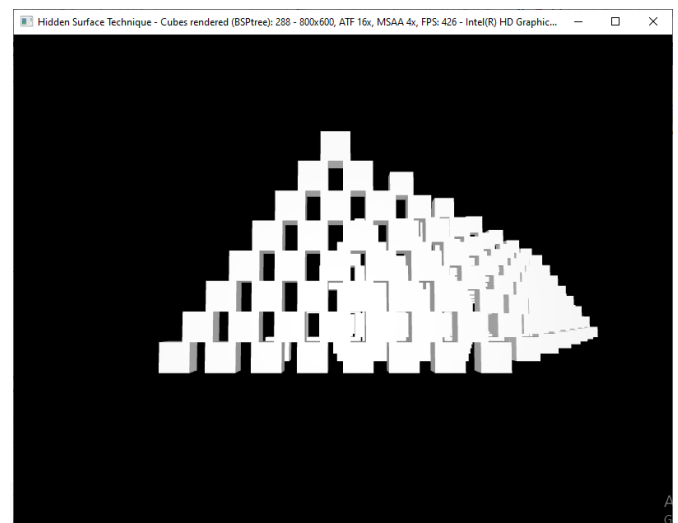 Hidden Surface Technique - Cubes rendered (BSPtree): 288 - 800x600, ATF 16x, MSAA 4x, FPS: 426 - Intel(R) HD Graphic...
A
G